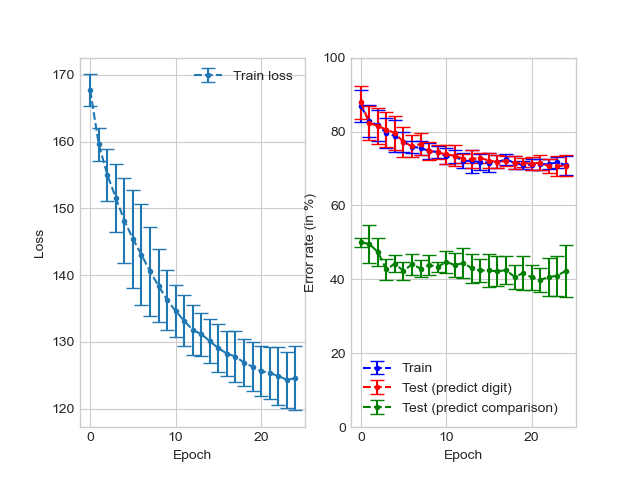 Train loss
170
160
150
140
130
120
Loss
0
10
20
Epoch
100
80
60
40
20
0
Error rate (in %)
Train
Test (predict digit)
Test (predict comparison)
0
10
20
Epoch